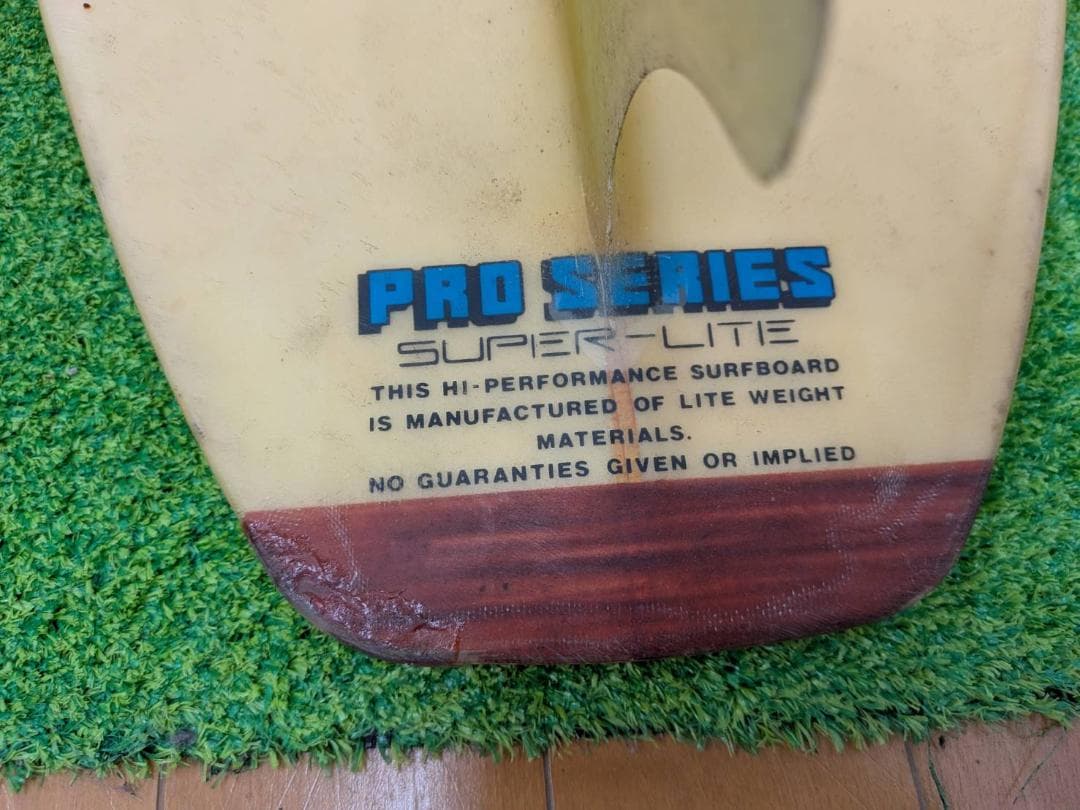 PRO SERIES
SUPER-LITE
THIS HI-PERFORMANCE SURFBOARD
IS MANUFACTURED OF LITE WEIGHT
MATERIALS.
NO GUARANTIES GIVEN OR IMPLIED